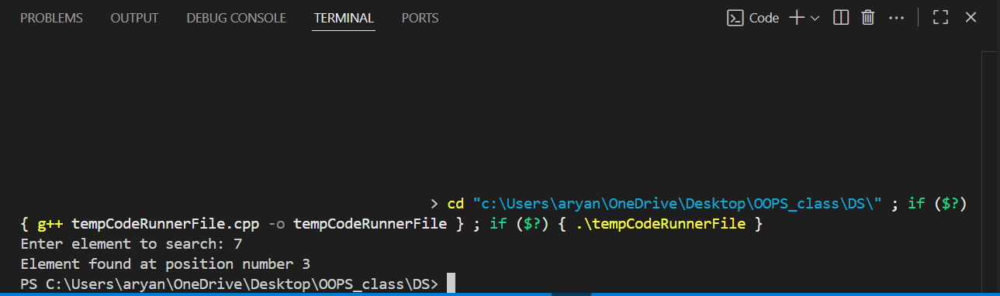 PROBLEMS OUTPUT DEBUG CONSOLE TERMINAL PORTS Code
> cd "c:\Users\aryan\OneDrive\Desktop\OOPS_class\DS\" ; if ($?)
{ g++ tempCodeRunnerFile.cpp -o tempCodeRunnerFile } ; if ($?) { .\tempCodeRunnerFile }
Enter element to search: 7
Element found at position number 3
PS C:\Users\aryan\OneDrive\Desktop\OOPS_class\DS>